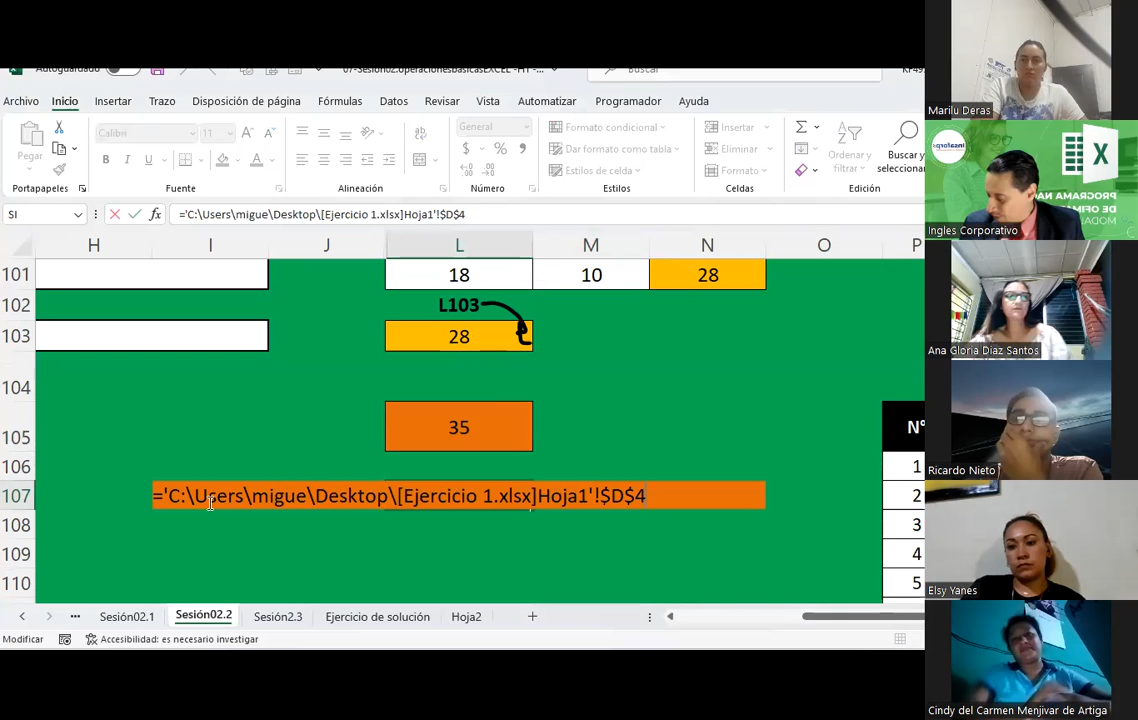 Autoguardado
07-Sesión02.operacionesbasicasEXCEL -HT -...
Buscar
Archivo Inicio Insertar Trazo Disposición de página Fórmulas Datos Revisar Vista Automatizar Programador Ayuda
Pegar
Calibri 11
N K S
General
$ % 
Formato condicional
Dar formato como tabla
Estilos de celda
Insertar
Eliminar
Formato
Ordenar y filtrar
Buscar y seleccionar
Portapapeles Fuente Alineación Número Estilos Celdas Edición
SI fx ='C:\Users\migue\Desktop\[Ejercicio 1.xlsx]Hoja1'!$D$4
H I J L M N O P
101 18 10 28
102 L103
103 28
104
105 35 N°
106 1
107 ='C:\Users\migue\Desktop\[Ejercicio 1.xlsx]Hoja1'!$D$4 2
108 3
109 4
110 5
Sesión02.1 Sesión02.2 Sesión2.3 Ejercicio de solución Hoja2
Modificar Accesibilidad: es necesario investigar
Marilu Deras
Ingles Corporativo
Ana Gloria Díaz Santos
Ricardo Nieto
Elsy Yanes
Cindy del Carmen Menjivar de Artiga